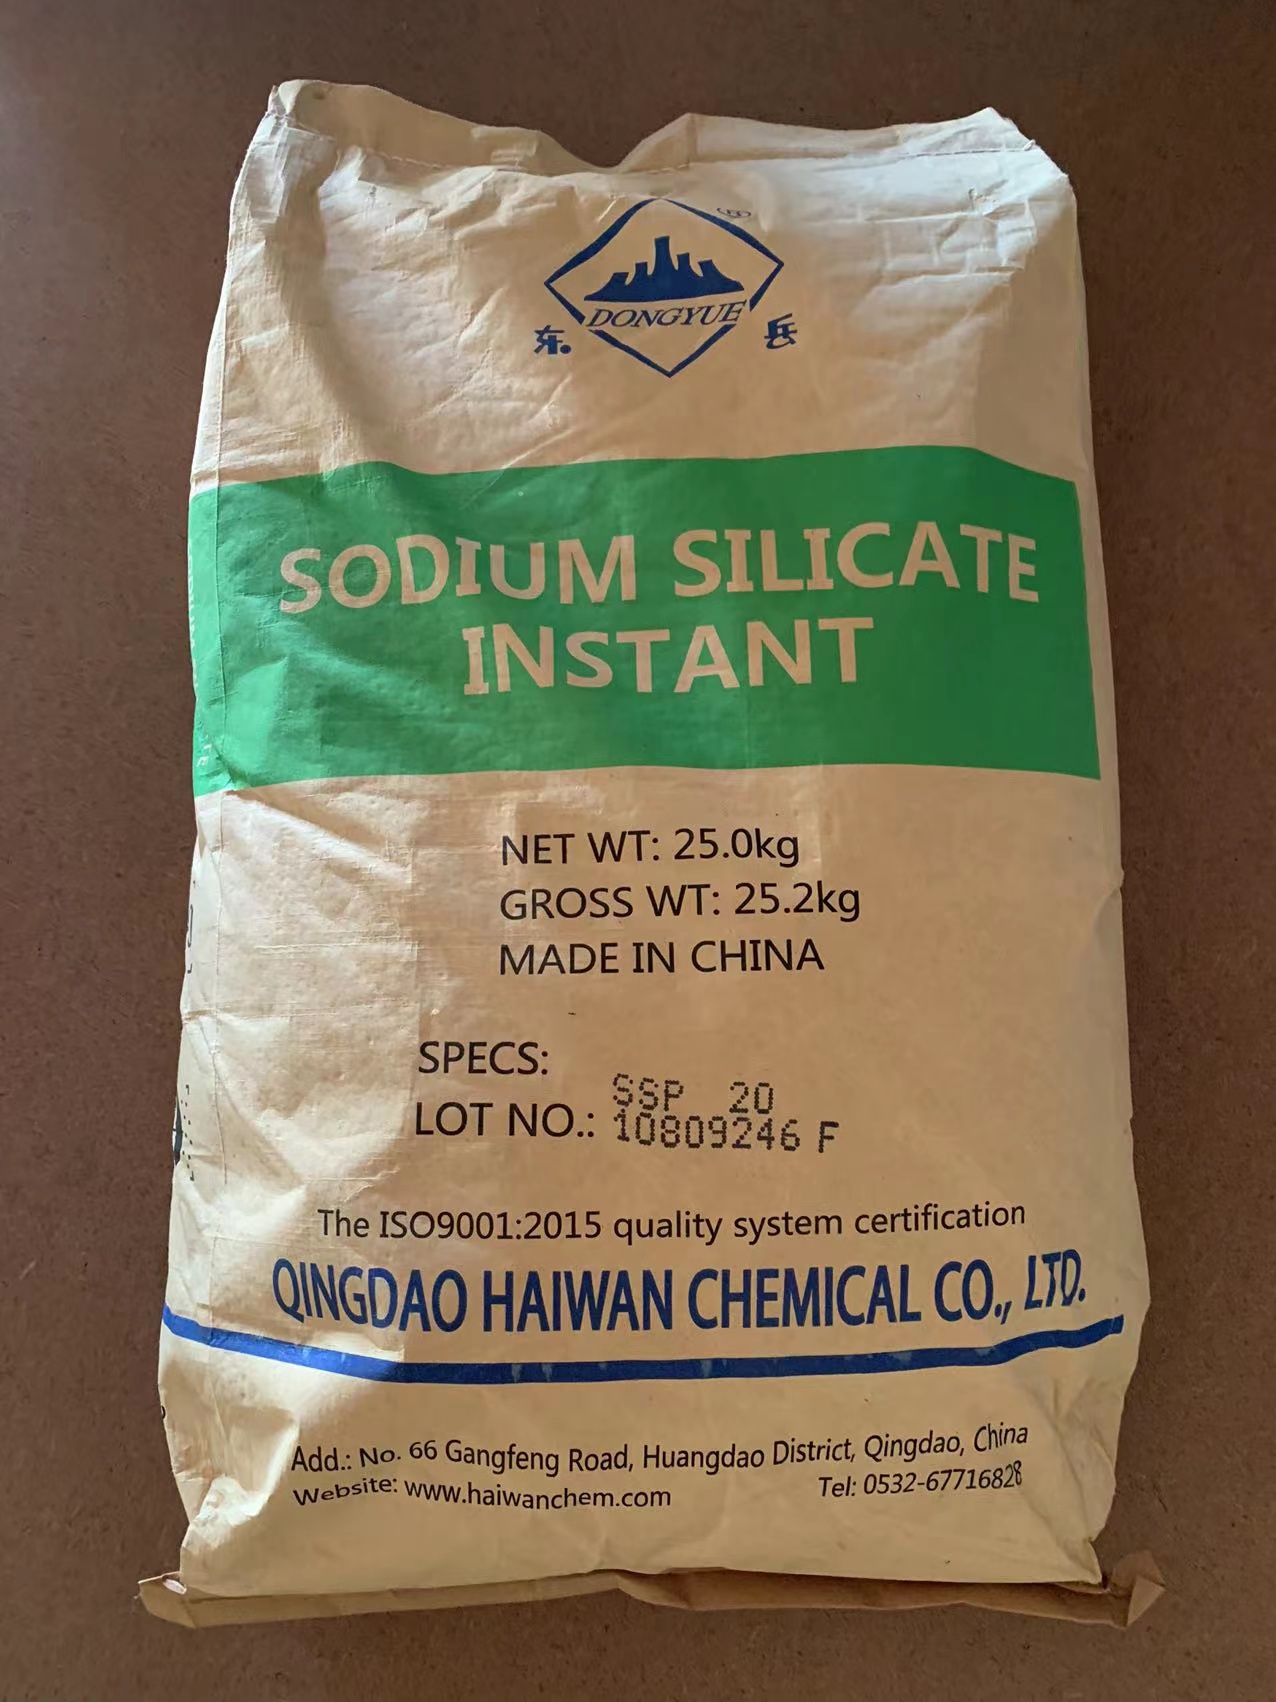 ®
DONGYUE
东 岳
SODIUM SILICATE
INSTANT
NET WT: 25.0kg
GROSS WT: 25.2kg
MADE IN CHINA
SPECS: SSP 20
LOT NO.: 10809246 F
The ISO9001:2015 quality system certification
QINGDAO HAIWAN CHEMICAL CO., LTD.
Add.: No. 66 Gangfeng Road, Huangdao District, Qingdao, China
Website: www.haiwanchem.com Tel: 0532-67716828